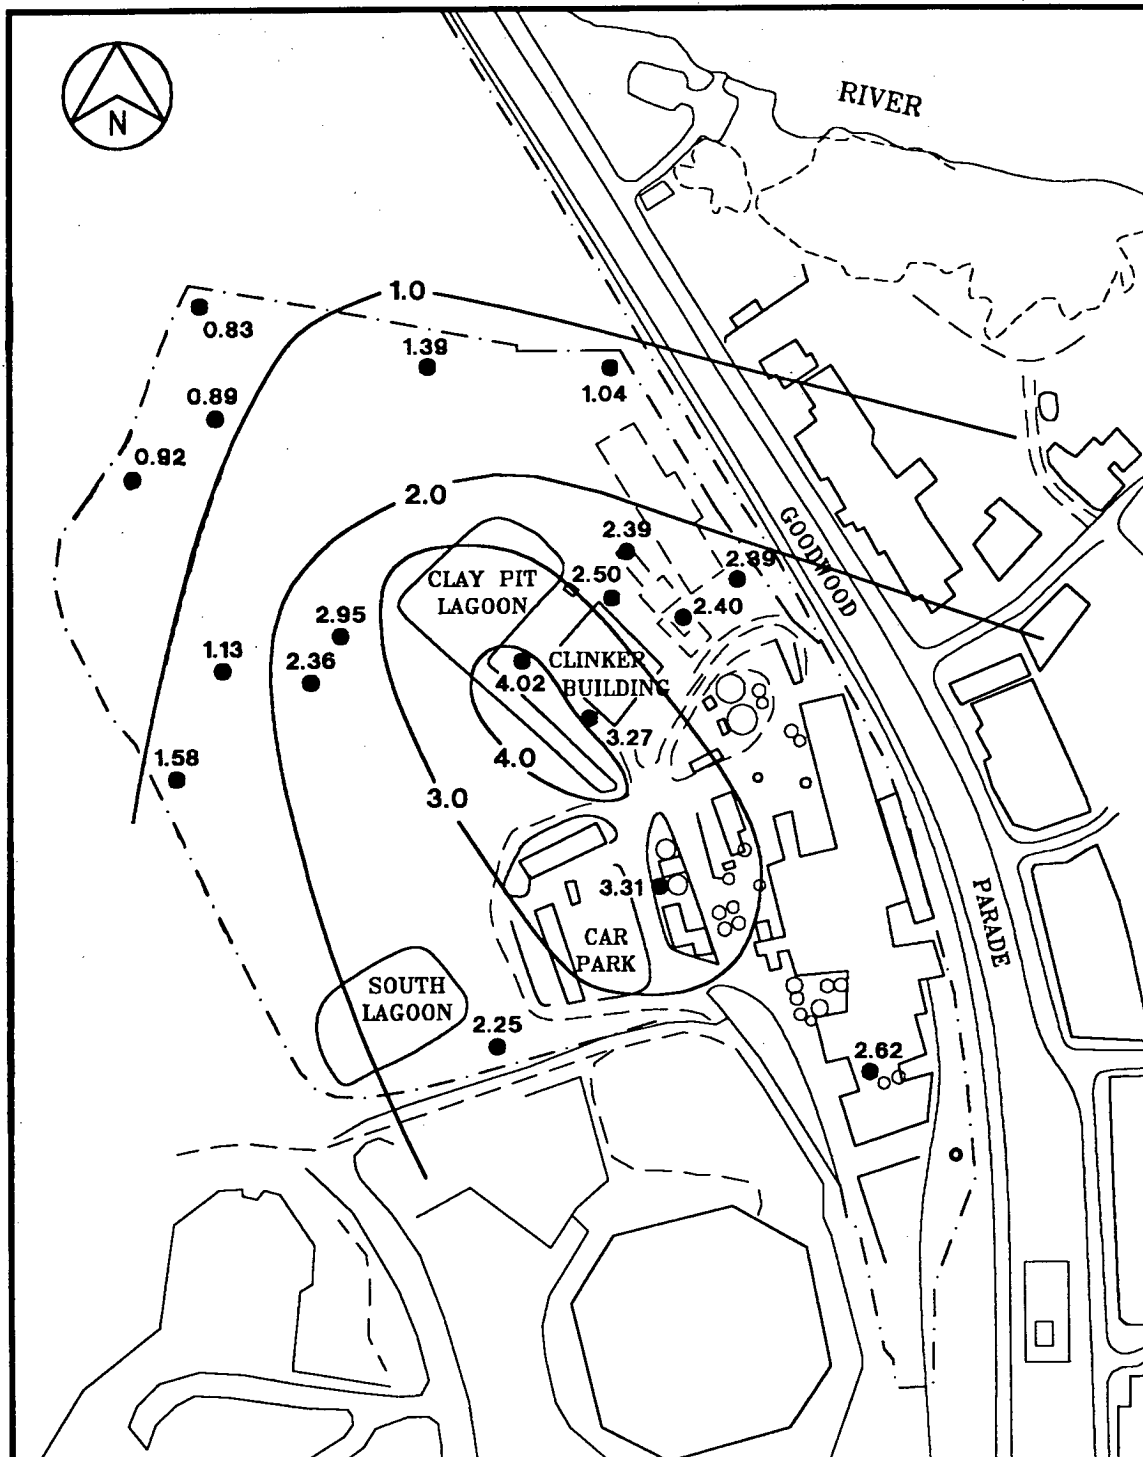 N
RIVER
1.0
0.83
1.39
1.04
0.89
0.92
2.0
GOODWOOD
2.39
2.89
CLAY PIT
LAGOON
2.50
2.40
2.95
1.13
2.36
CLINKER
BUILDING
4.02
3.27
4.0
1.58
3.0
3.31
PARADE
CAR
PARK
SOUTH
LAGOON
2.25
2.62